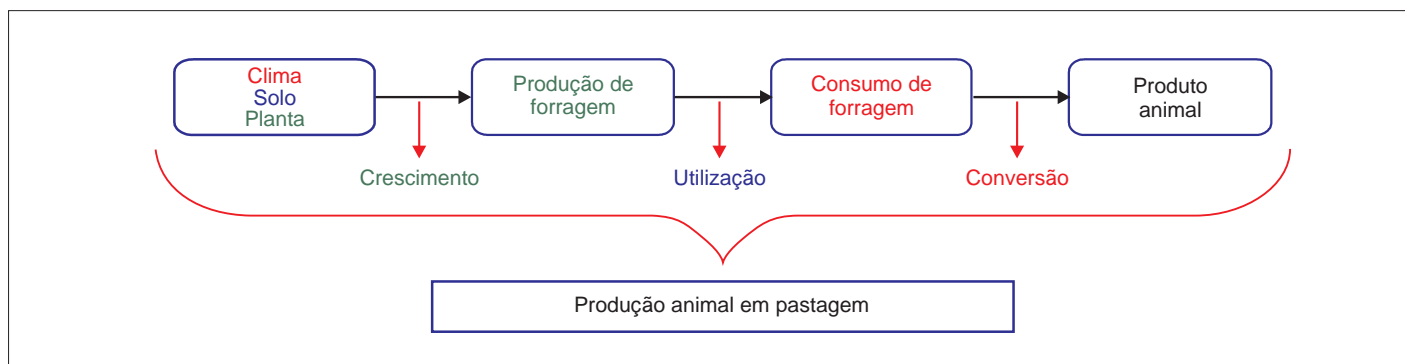 Clima
Solo
Planta
Produção de
forragem
Consumo de
forragem
Produto
animal
Crescimento
Utilização
Conversão
Produção animal em pastagem